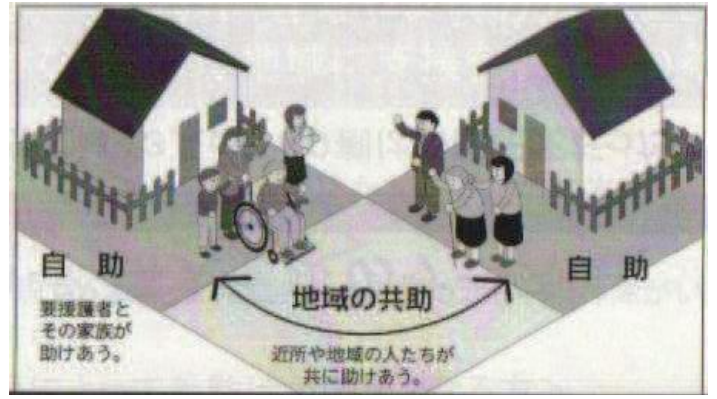 自助
要援護者と
その家族が
助けあう。
地域の共助
近所や地域の人たちが
共に助けあう。
自助